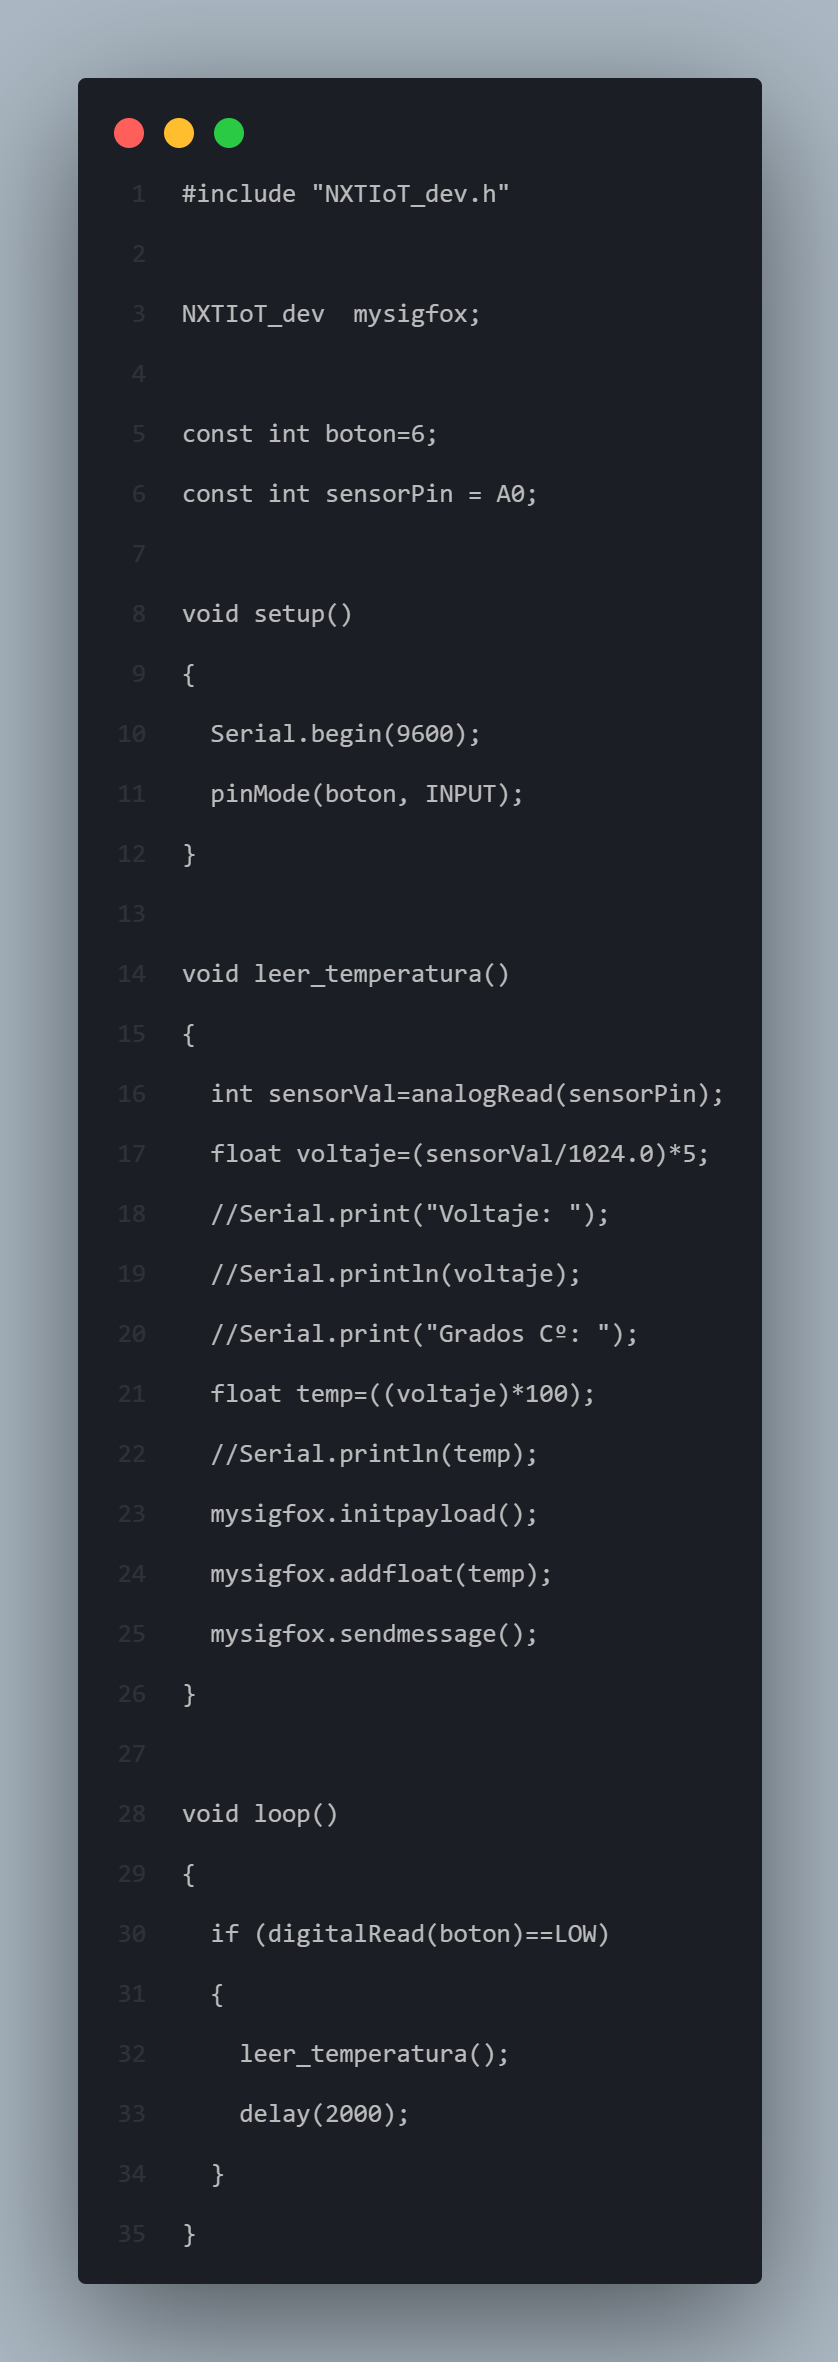 1 #include "NXTIoT_dev.h"
2
3 NXTIoT_dev  mysigfox;
4
5 const int boton=6;
6 const int sensorPin = A0;
7
8 void setup()
9 {
10   Serial.begin(9600);
11   pinMode(boton, INPUT);
12 }
13
14 void leer_temperatura()
15 {
16   int sensorVal=analogRead(sensorPin);
17   float voltaje=(sensorVal/1024.0)*5;
18   //Serial.print("Voltaje: ");
19   //Serial.println(voltaje);
20   //Serial.print("Grados Cº: ");
21   float temp=((voltaje)*100);
22   //Serial.println(temp);
23   mysigfox.initpayload();
24   mysigfox.addfloat(temp);
25   mysigfox.sendmessage();
26 }
27
28 void loop()
29 {
30   if (digitalRead(boton)==LOW)
31   {
32     leer_temperatura();
33     delay(2000);
34   }
35 }